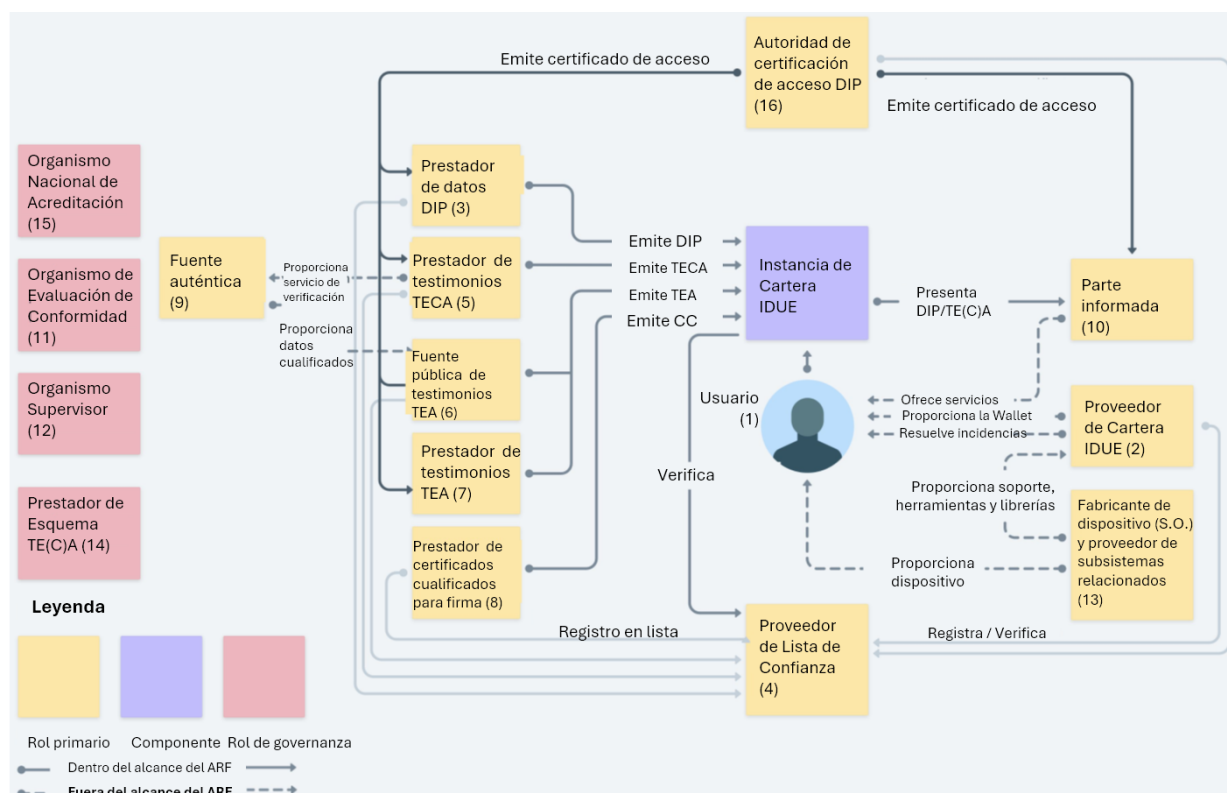 Emite certificado de acceso
Autoridad de
certificación
de acceso DIP
(16)
Emite certificado de acceso
Organismo
Nacional de
Acreditación
(15)
Organismo de
Evaluación de
Conformidad
(11)
Organismo
Supervisor
(12)
Prestador de
Esquema
TE(C)A (14)
Fuente
auténtica
(9)
Proporciona
servicio de
verificación
Proporciona
datos
cualificados
Prestador
de datos
DIP (3)
Prestador de
testimonios
TECA (5)
Fuente
pública de
testimonios
TEA (6)
Prestador de
testimonios
TEA (7)
Prestador de
certificados
cualificados
para firma (8)
Emite DIP
Emite TECA
Emite TEA
Emite CC
Instancia de
Cartera
IDUE
Presenta
DIP/TE(C)A
Parte
informada
(10)
Usuario
(1)
Ofrece servicios
Proporciona la Wallet
Resuelve incidencias
Proveedor
de Cartera
IDUE (2)
Verifica
Proporciona soporte,
herramientas y librerías
Fabricante de
dispositivo (S.O.)
y proveedor de
subsistemas
relacionados
(13)
Proporciona
dispositivo
Registro en lista
Proveedor
de Lista de
Confianza
(4)
Registra / Verifica
Leyenda
Rol primario
Componente
Rol de governanza
Dentro del alcance del ARF
Fuera del alcance del ARF